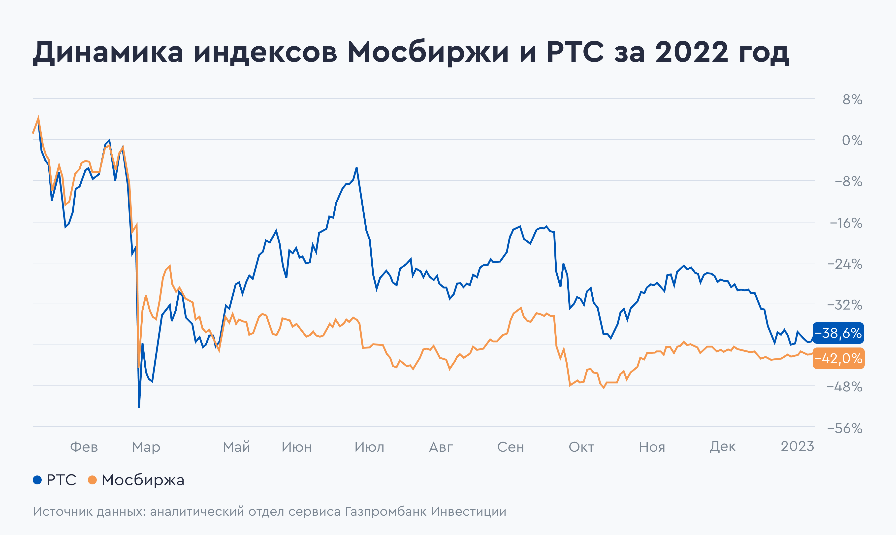 Динамика индексов Мосбиржи и РТС за 2022 год
8%
0%
−8%
−16%
−24%
−32%
−38,6%
−42,0%
−48%
−56%
Фев Мар Май Июн Июл Авг Сен Окт Ноя Дек 2023
РТС Мосбиржа
Источник данных: аналитический отдел сервиса Газпромбанк Инвестиции